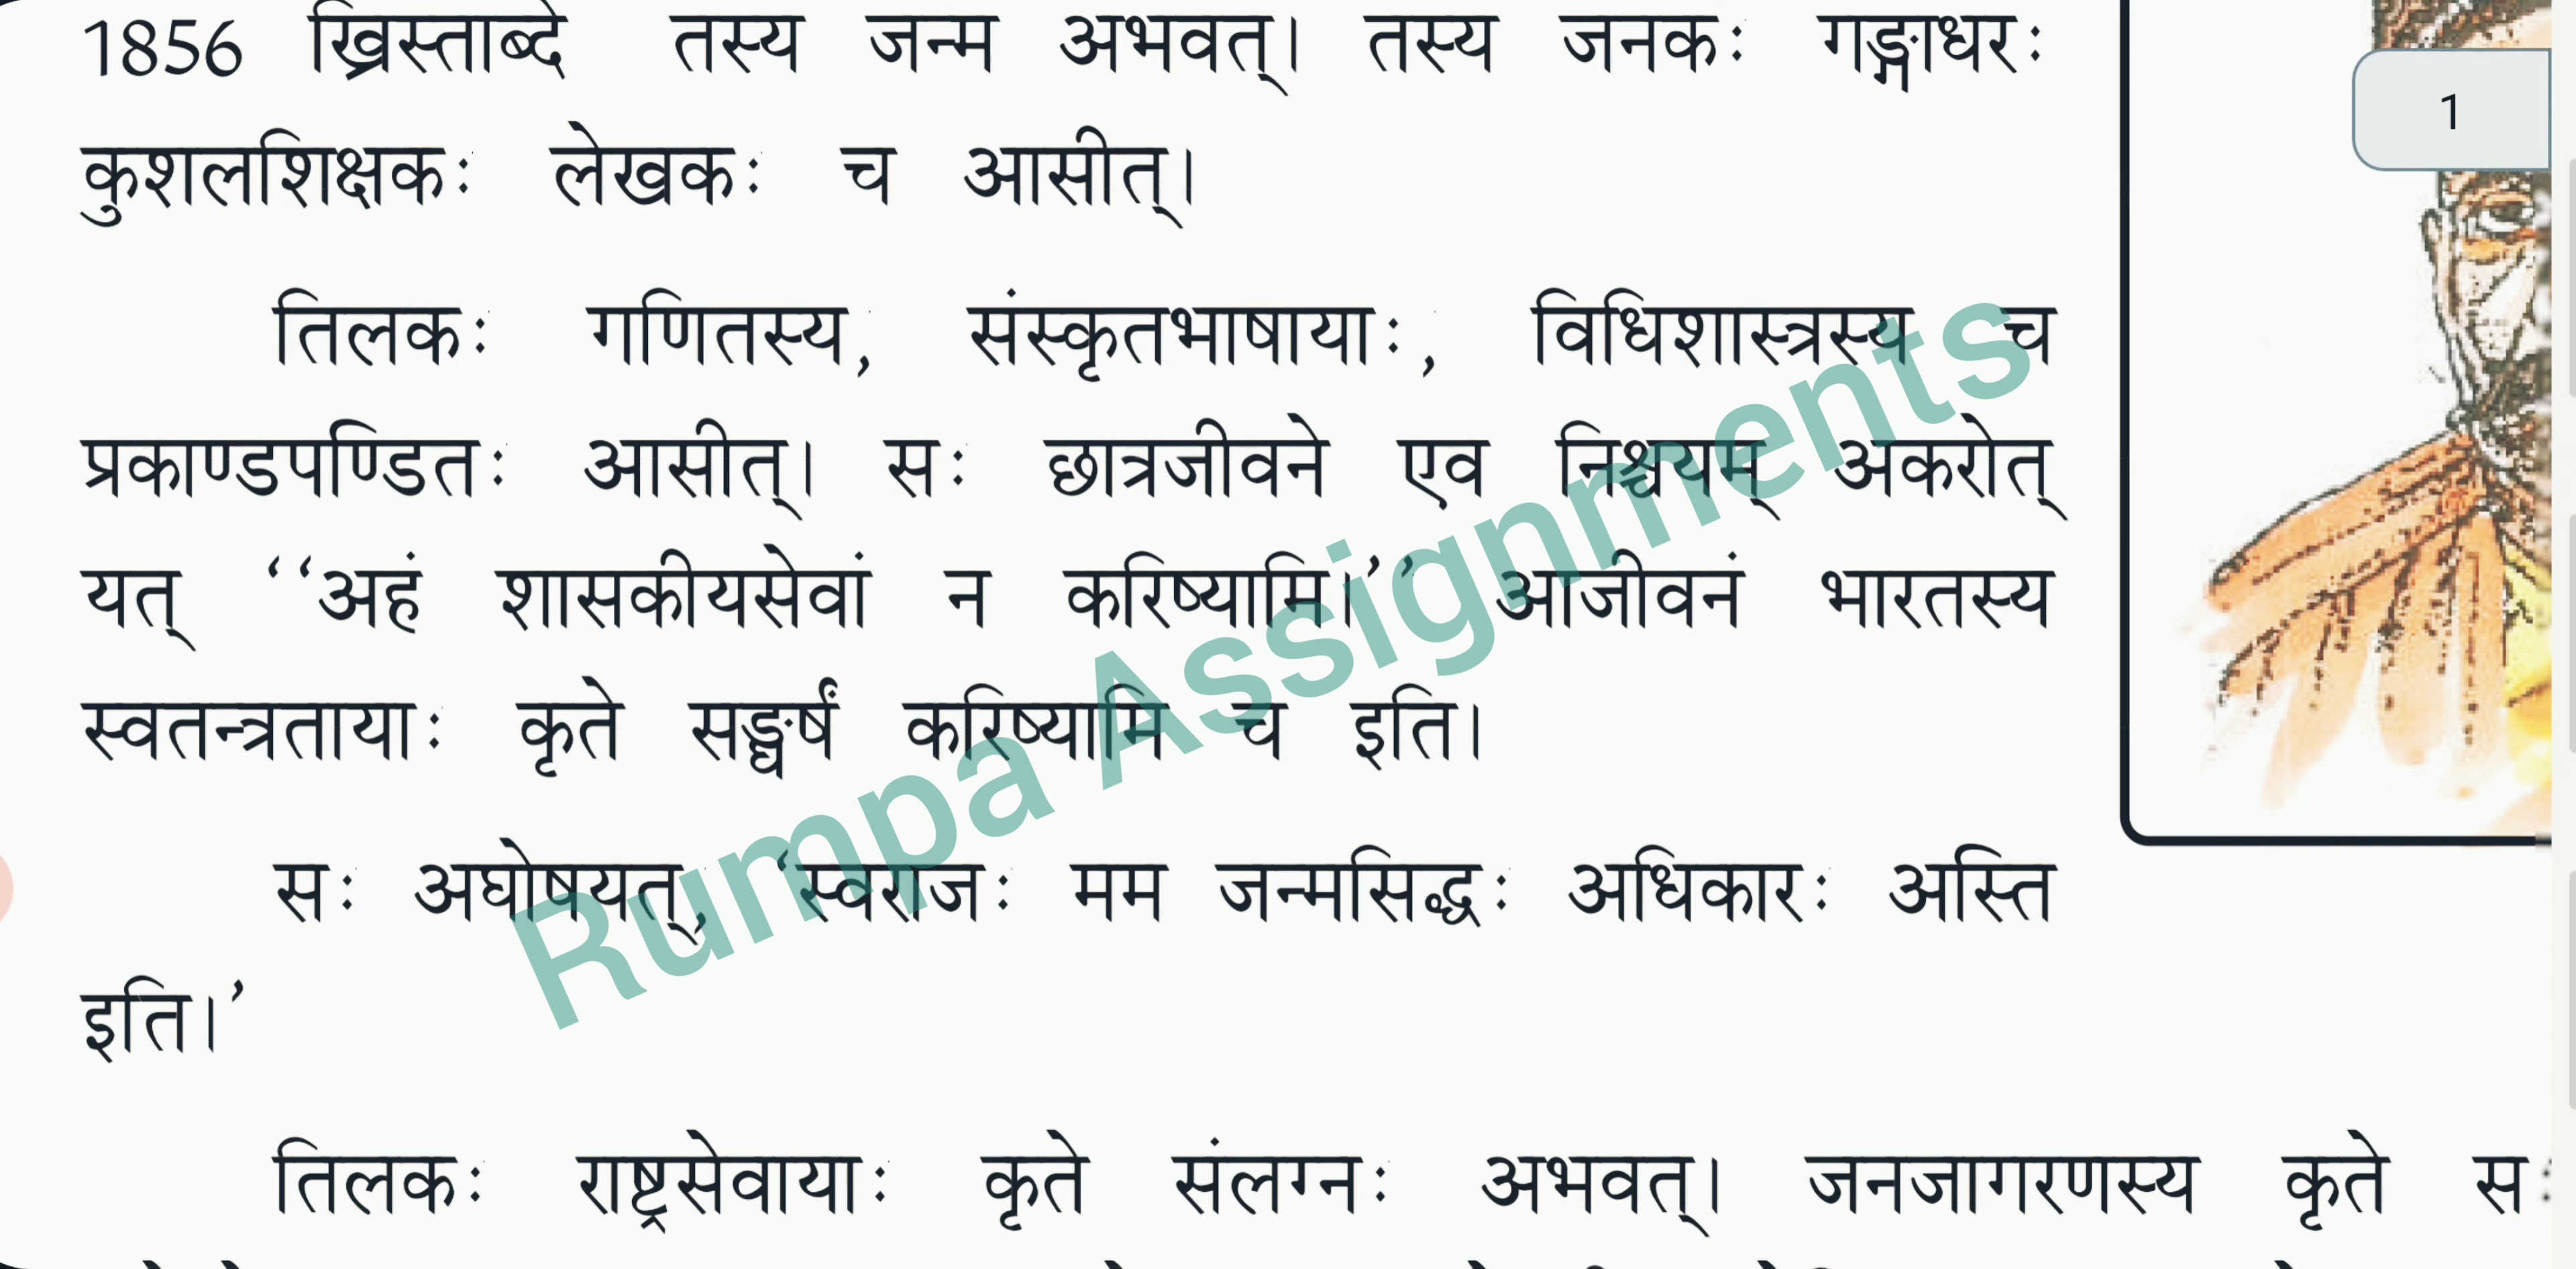 1856 ख्रिस्ताब्दे तस्य जन्म अभवत्। तस्य जनकः गङ्गाधरः
1
कुशलशिक्षकः लेखकः च आसीत्।
तिलकः गणितस्य, संस्कृतभाषायाः, विधिशास्त्रस्य च
प्रकाण्डपण्डितः आसीत्। सः छात्रजीवने एव निश्चयम् अकरोत्
यत् ‘‘अहं शासकीयसेवां न करिष्यामि।’’ आजीवनं भारतस्य
स्वतन्त्रतायाः कृते सङ्घर्षं करिष्यामि च इति।
सः अघोषयत्, ‘स्वराजः मम जन्मसिद्धः अधिकारः अस्ति
इति।’
तिलकः राष्ट्रसेवायाः कृते संलग्नः अभवत्। जनजागरणस्य कृते सः
Rumpa Assignments